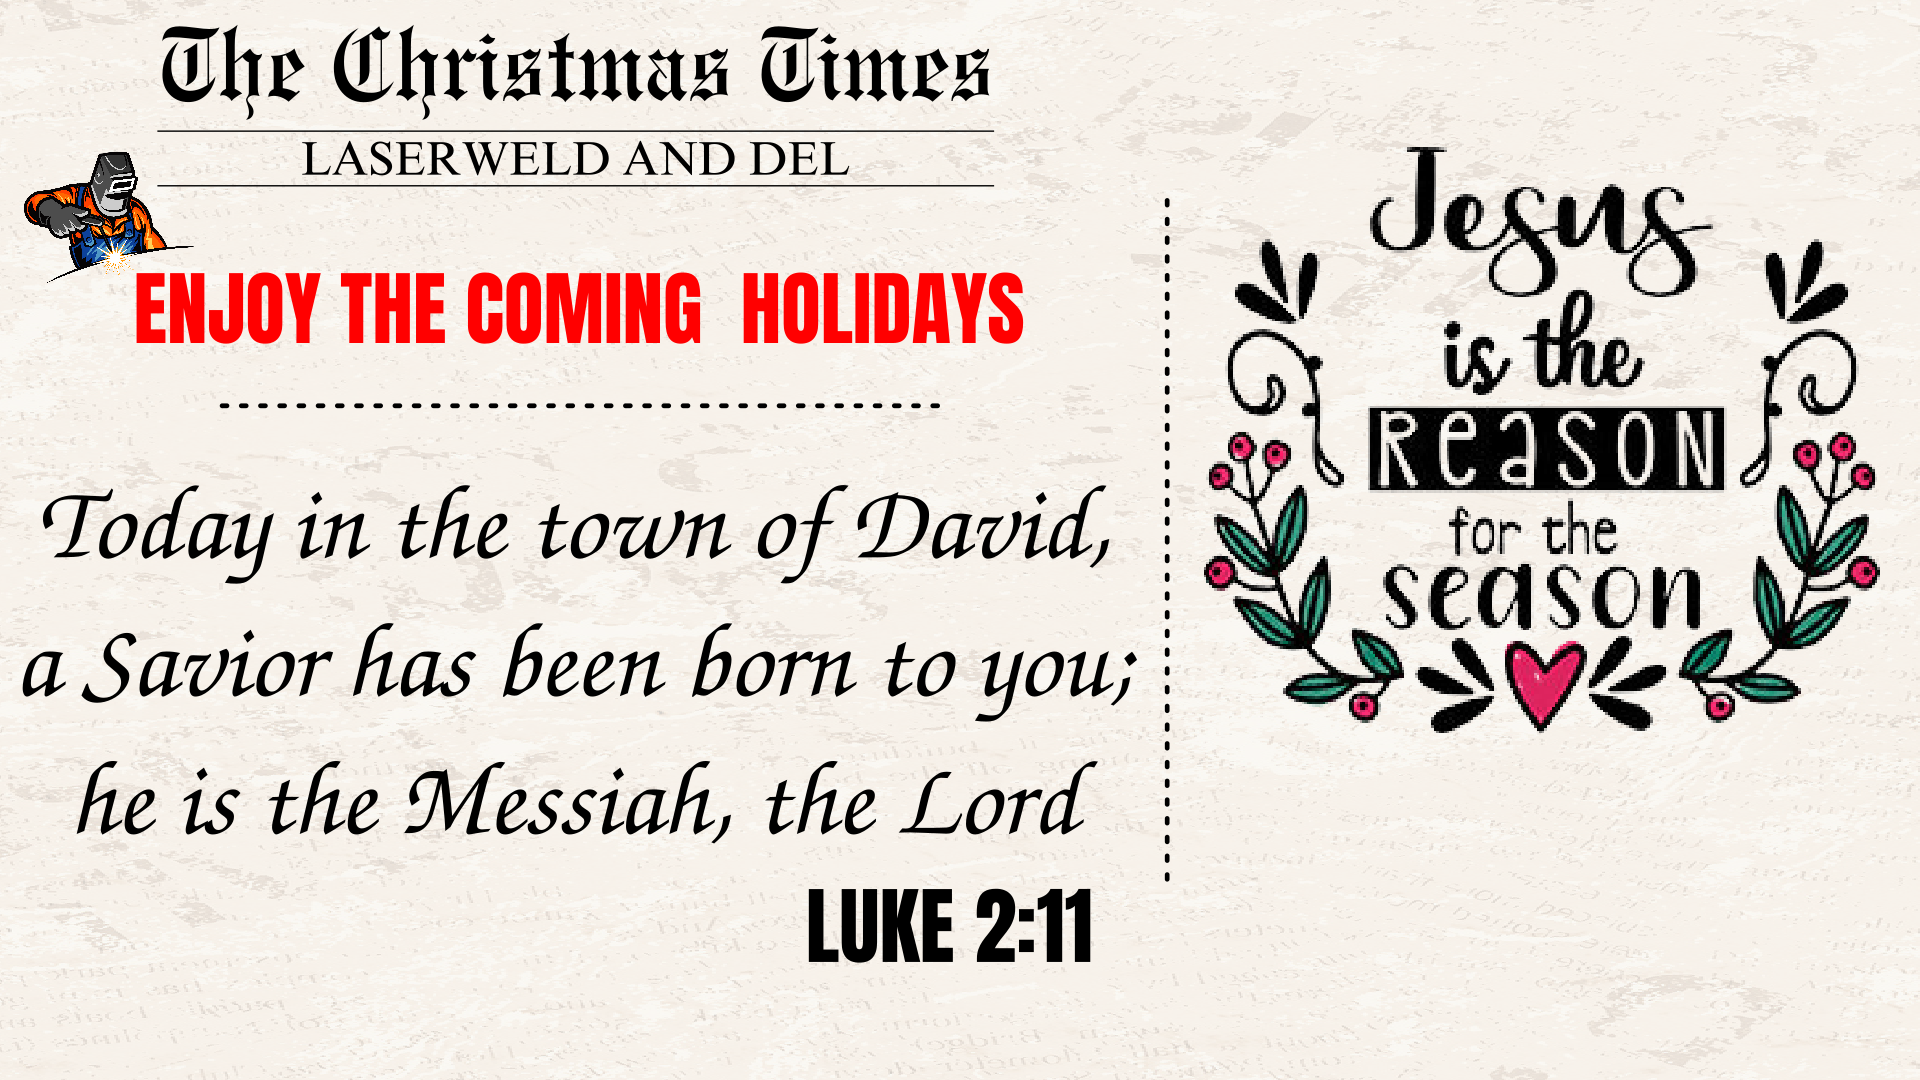 The Christmas Times
LASERWELD AND DEL
ENJOY THE COMING  HOLIDAYS
Today in the town of David,
a Savior has been born to you;
he is the Messiah, the Lord
LUKE 2:11
Jesus
is the
REASON
for the
season